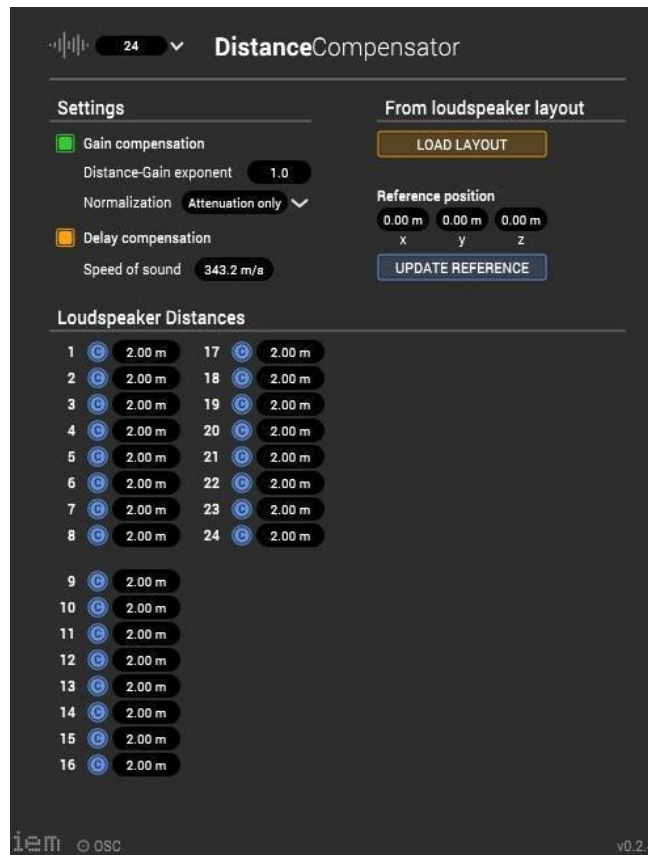 24 DistanceCompensator
Settings
Gain compensation
Distance-Gain exponent 1.0
Normalization Attenuation only
Delay compensation
Speed of sound 343.2 m/s
From loudspeaker layout
LOAD LAYOUT
Reference position
0.00 m 0.00 m 0.00 m
x y z
UPDATE REFERENCE
Loudspeaker Distances
1 C 2.00 m 17 C 2.00 m
2 C 2.00 m 18 C 2.00 m
3 C 2.00 m 19 C 2.00 m
4 C 2.00 m 20 C 2.00 m
5 C 2.00 m 21 C 2.00 m
6 C 2.00 m 22 C 2.00 m
7 C 2.00 m 23 C 2.00 m
8 C 2.00 m 24 C 2.00 m
9 C 2.00 m
10 C 2.00 m
11 C 2.00 m
12 C 2.00 m
13 C 2.00 m
14 C 2.00 m
15 C 2.00 m
16 C 2.00 m
iem OSC v0.2.